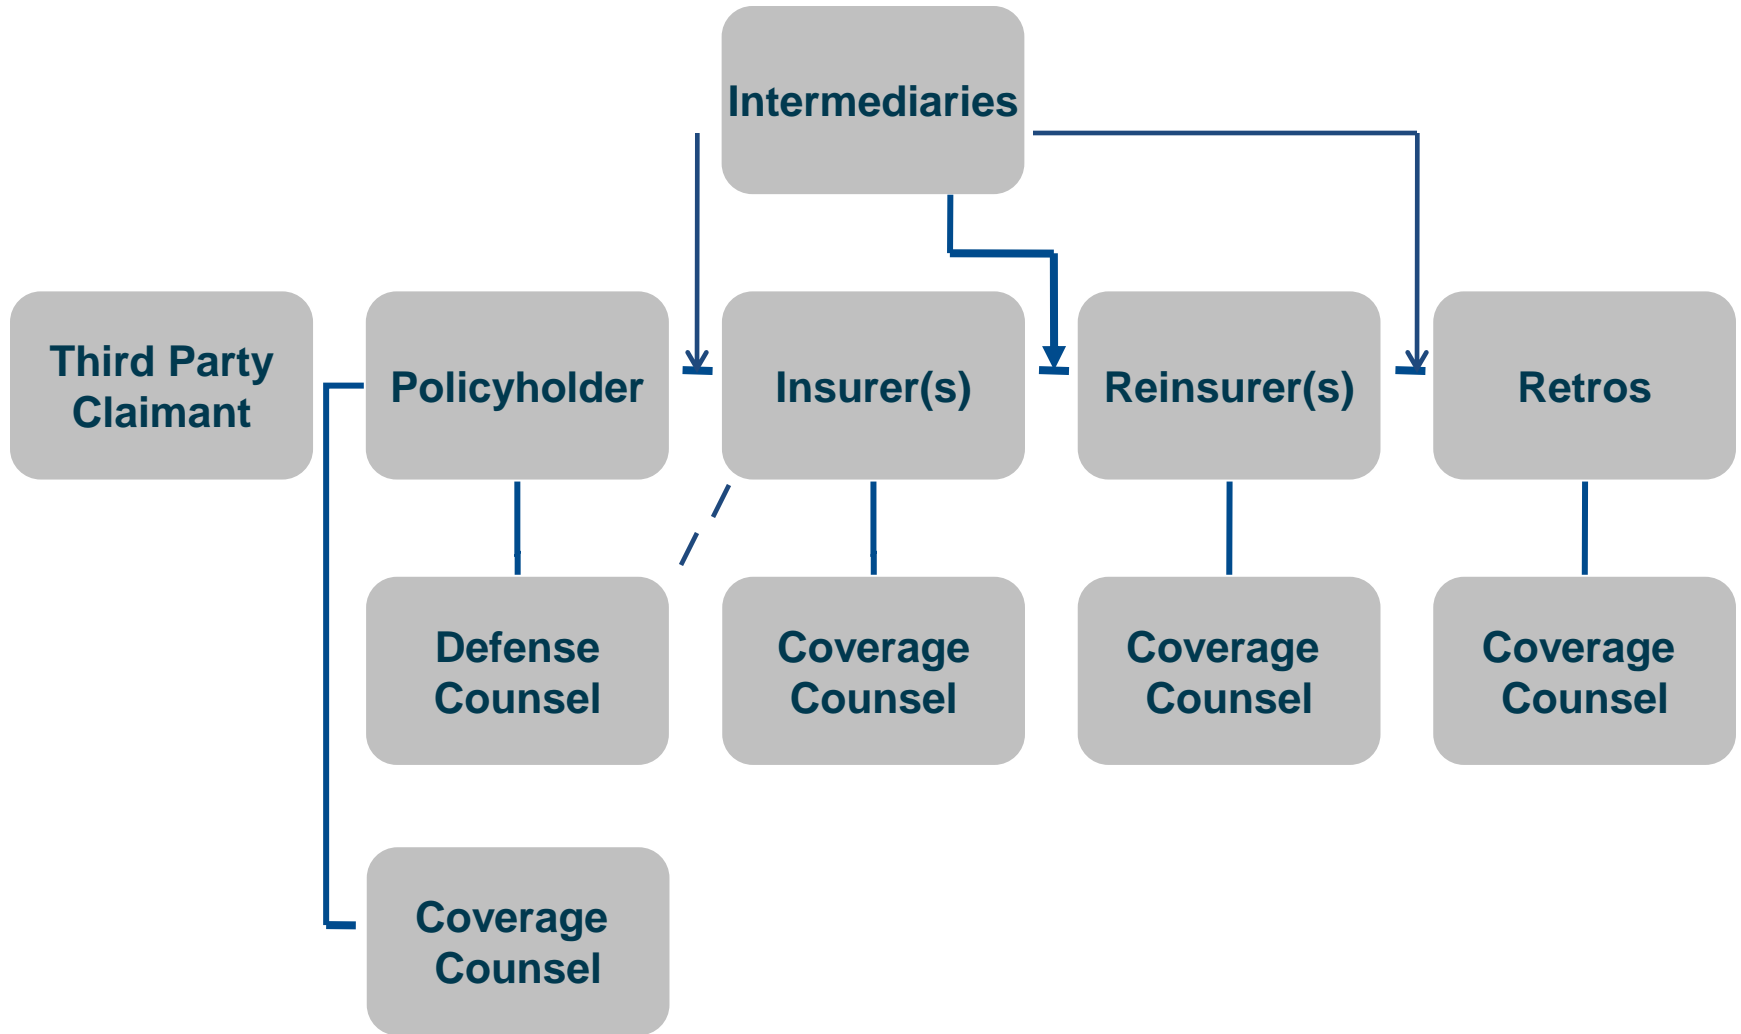 Intermediaries
Third Party
Claimant
Policyholder
Insurer(s)
Reinsurer(s)
Retros
Defense
Counsel
Coverage
Counsel
Coverage
Counsel
Coverage
Counsel
Coverage
Counsel